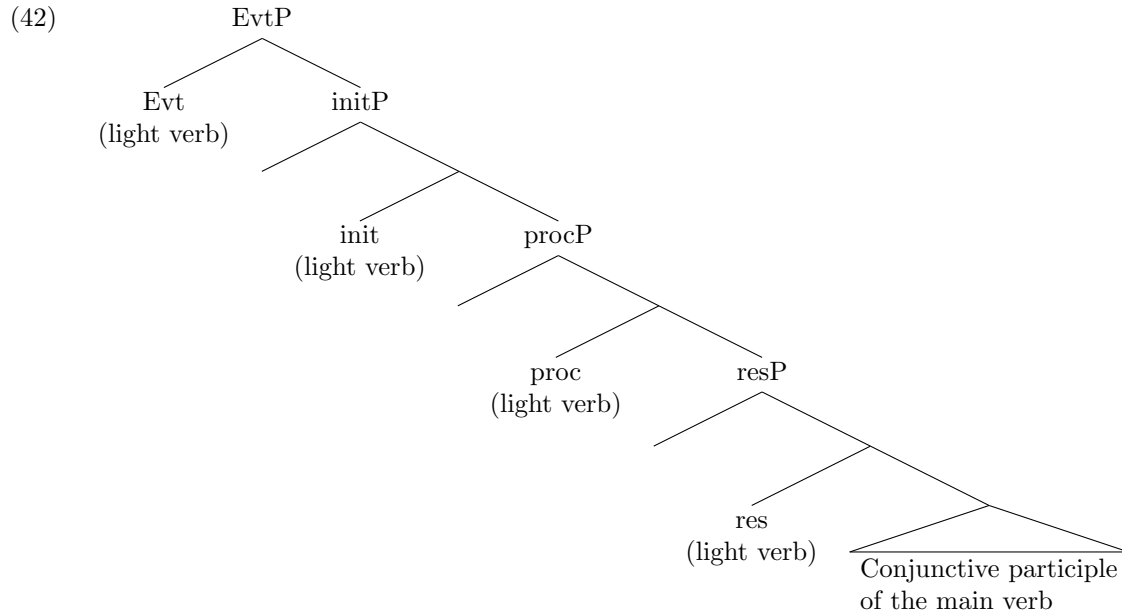 (42)
EvtP
Evt
(light verb)
initP
init
(light verb)
procP
proc
(light verb)
resP
res
(light verb)
Conjunctive participle
of the main verb